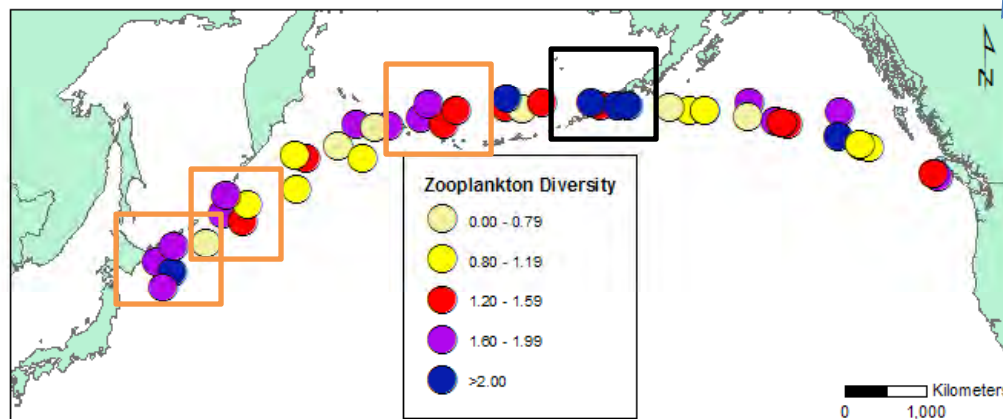 N
Zooplankton Diversity
0.00 - 0.79
0.80 - 1.19
1.20 - 1.59
1.60 - 1.99
>2.00
Kilometers
0 1,000